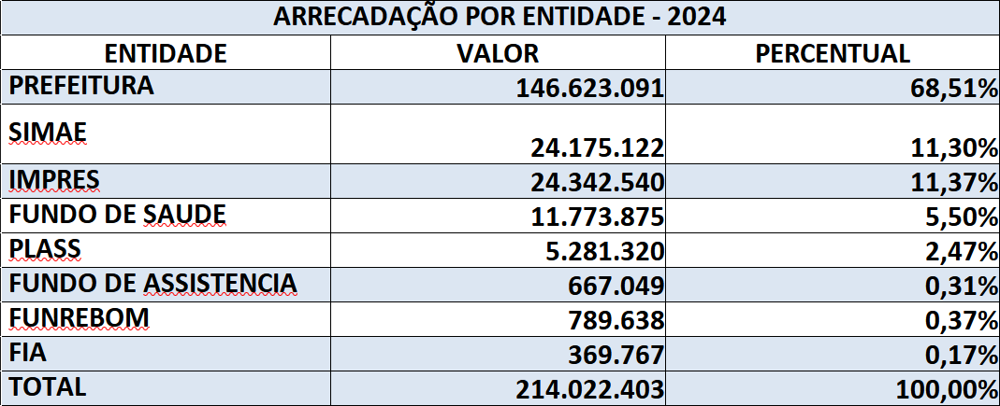 ARRECADAÇÃO POR ENTIDADE - 2024
ENTIDADE VALOR PERCENTUAL
PREFEITURA 146.623.091 68,51%
SIMAE 24.175.122 11,30%
IMPRES 24.342.540 11,37%
FUNDO DE SAUDE 11.773.875 5,50%
PLASS 5.281.320 2,47%
FUNDO DE ASSISTENCIA 667.049 0,31%
FUNREBOM 789.638 0,37%
FIA 369.767 0,17%
TOTAL 214.022.403 100,00%